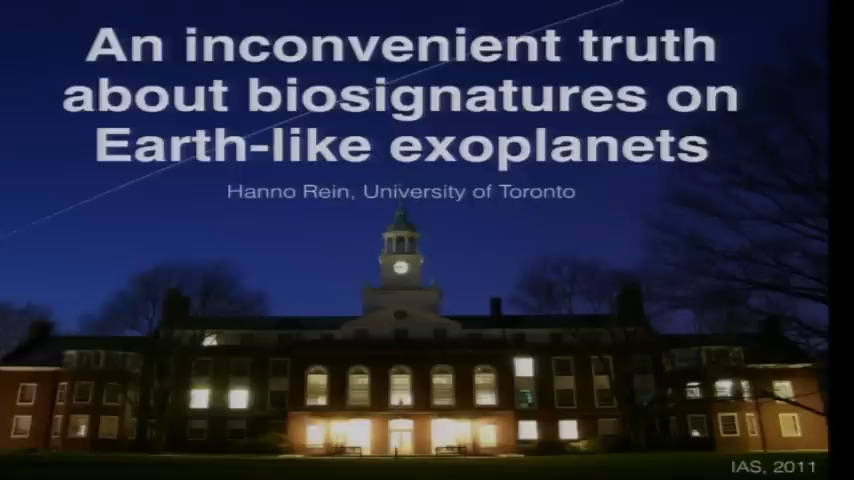 An inconvenient truth
about biosignatures on
Earth-like exoplanets
Hanno Rein, University of Toronto
IAS, 2011